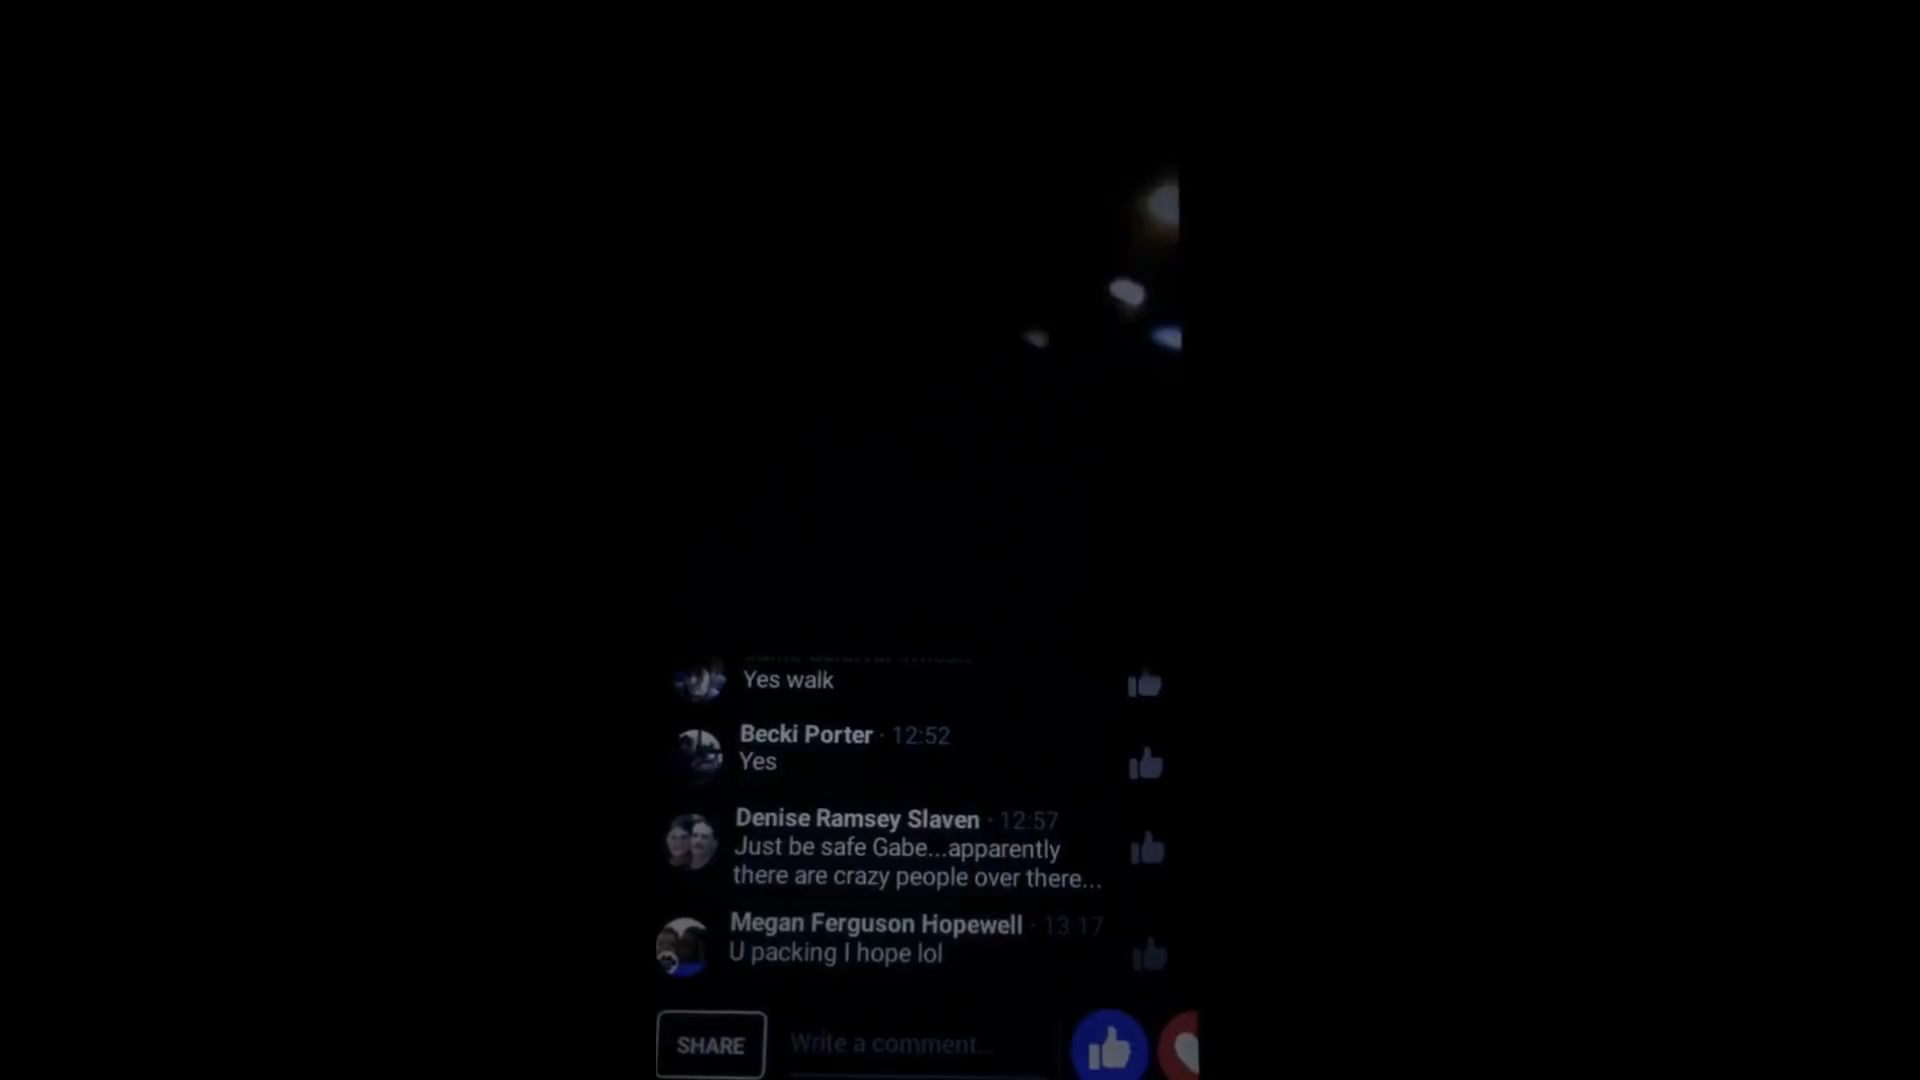 Yes walk
Becki Porter · 12:52
Yes
Denise Ramsey Slaven · 12:57
Just be safe Gabe...apparently
there are crazy people over there...
Megan Ferguson Hopewell · 13:17
U packing I hope lol
SHARE
Write a comment...